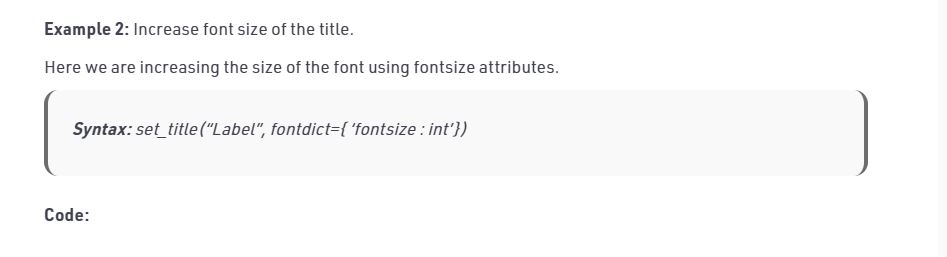 Example 2: Increase font size of the title.
Here we are increasing the size of the font using fontsize attributes.
Syntax: set_title(“Label”, fontdict={ ‘fontsize : int’})
Code: